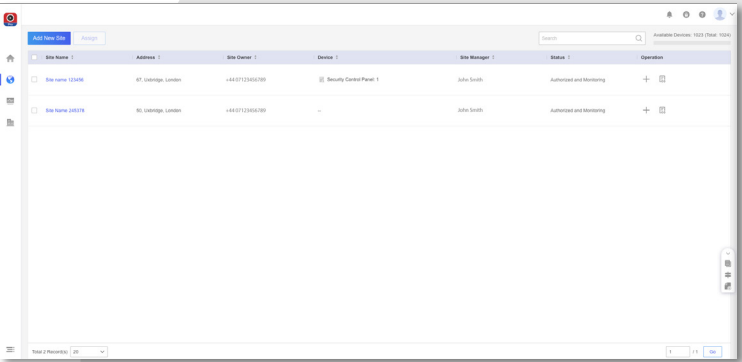 Add New Site
Assign
Search
Available Devices: 1023 (Total: 1024)
Site Name
Address
Site Owner
Device
Site Manager
Status
Operation
Site name 123456
67, Uxbridge, London
+44 07123456789
Security Control Panel: 1
John Smith
Authorized and Monitoring
Site Name 245378
92, Uxbridge, London
+44 07123456789
--
John Smith
Authorized and Monitoring
Total 2 Record(s)
20
1
/ 1
Go